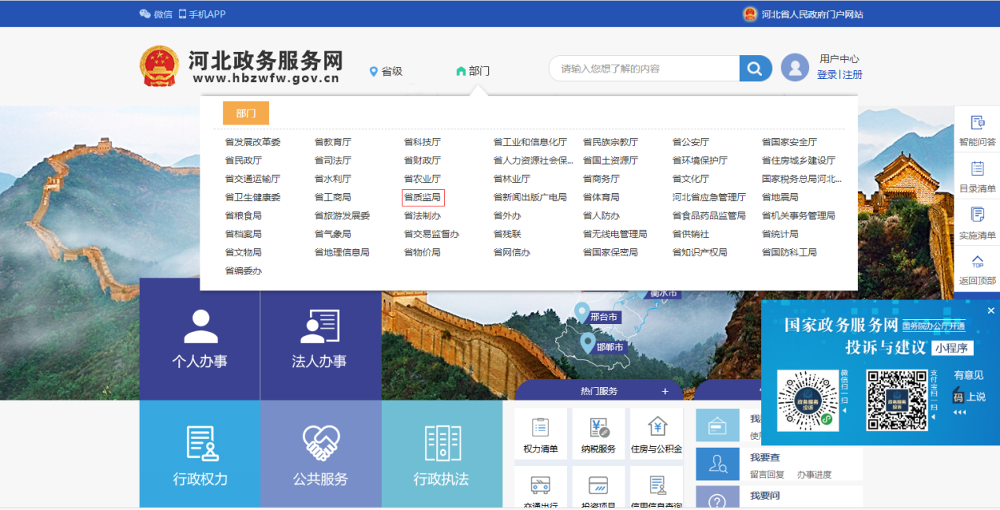 微信 手机APP
河北省人民政府门户网站
河北政务服务网
www.hbzwfw.gov.cn
省级
部门
请输入您想了解的内容
用户中心
登录|注册
部门
省发展改革委 省教育厅 省科技厅 省工业和信息化厅 省民族宗教厅 省公安厅 省国家安全厅
省民政厅 省司法厅 省财政厅 省人力资源社会保... 省国土资源厅 省环境保护厅 省住房城乡建设厅
省交通运输厅 省水利厅 省农业厅 省林业厅 省商务厅 省文化厅 国家税务总局河北...
省卫生健康委 省工商局 省质监局 省新闻出版广电局 省体育局 河北省应急管理厅 省地震局
省粮食局 省旅游发展委 省法制办 省外办 省人防办 省食品药品监管局 省机关事务管理局
省档案局 省气象局 省交易监督办 省残联 省无线电管理局 省供销社 省统计局
省文物局 省地理信息局 省物价局 省网信办 省国家保密局 省知识产权局 省国防科工局
省编委办
智能问答
目录清单
实施清单
TOP
返回顶部
衡水市
邢台市
邯郸市
个人办事
法人办事
行政权力
公共服务
行政执法
热门服务 +
权力清单
纳税服务
住房与公积金
交通出行
投资项目
信用信息查询
我要查
留言回复 办事进度
我要问
国家政务服务网 国务院办公厅开通
投诉与建议 小程序
政务服务
投诉
微信扫一扫
政务服务
投诉
支付宝扫一扫
有意见
码上说